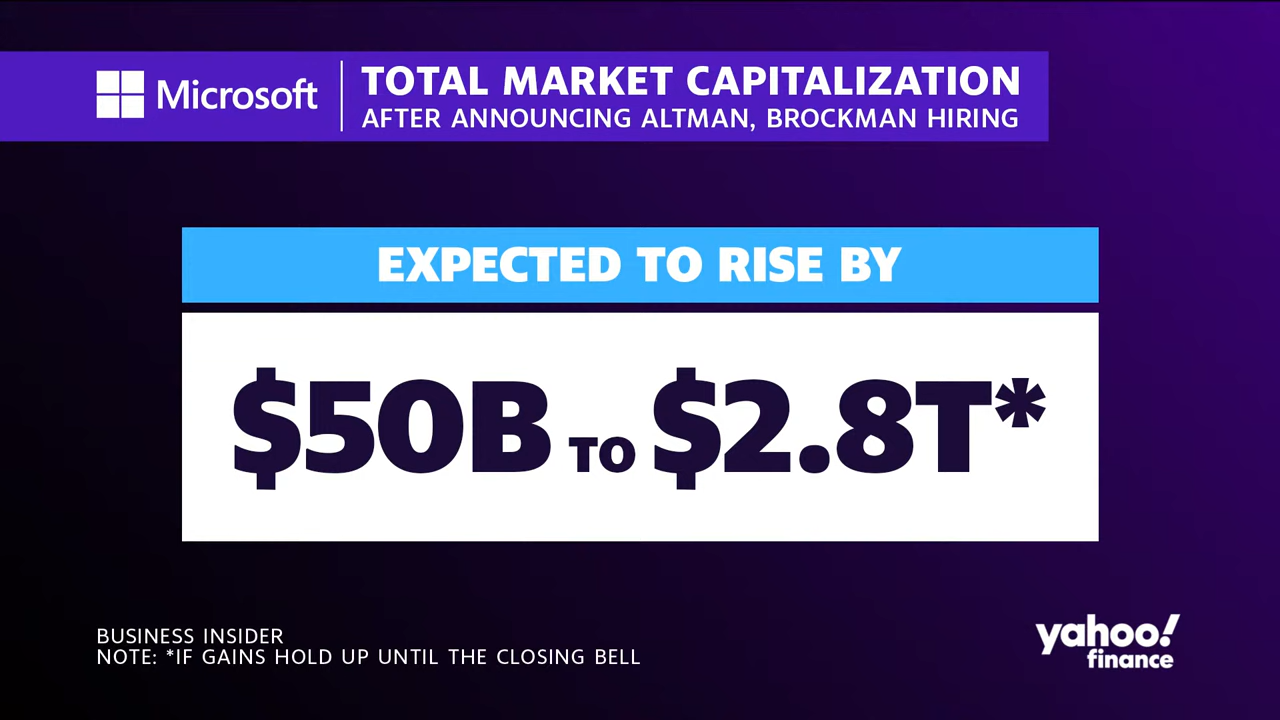 Microsoft
TOTAL MARKET CAPITALIZATION
AFTER ANNOUNCING ALTMAN, BROCKMAN HIRING
EXPECTED TO RISE BY
$50B TO $2.8T*
BUSINESS INSIDER
NOTE: *IF GAINS HOLD UP UNTIL THE CLOSING BELL
yahoo!
finance